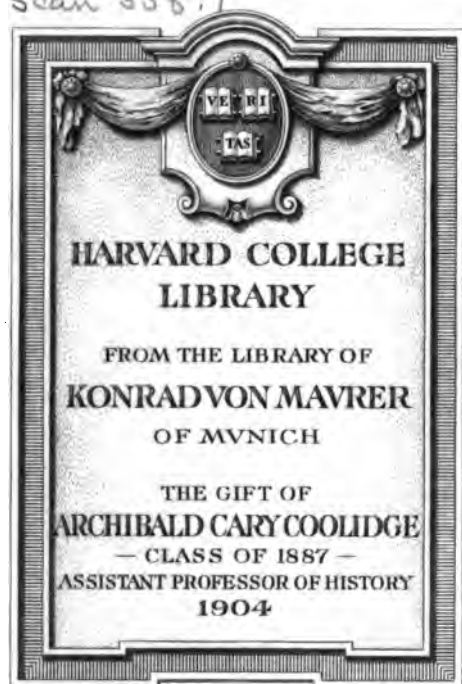 Scan
VE RI
TAS
HARVARD COLLEGE
LIBRARY
FROM THE LIBRARY OF
KONRAD VON MAVRER
OF MVNICH
THE GIFT OF
ARCHIBALD CARY COOLIDGE
— CLASS OF 1887 —
ASSISTANT PROFESSOR OF HISTORY
1904